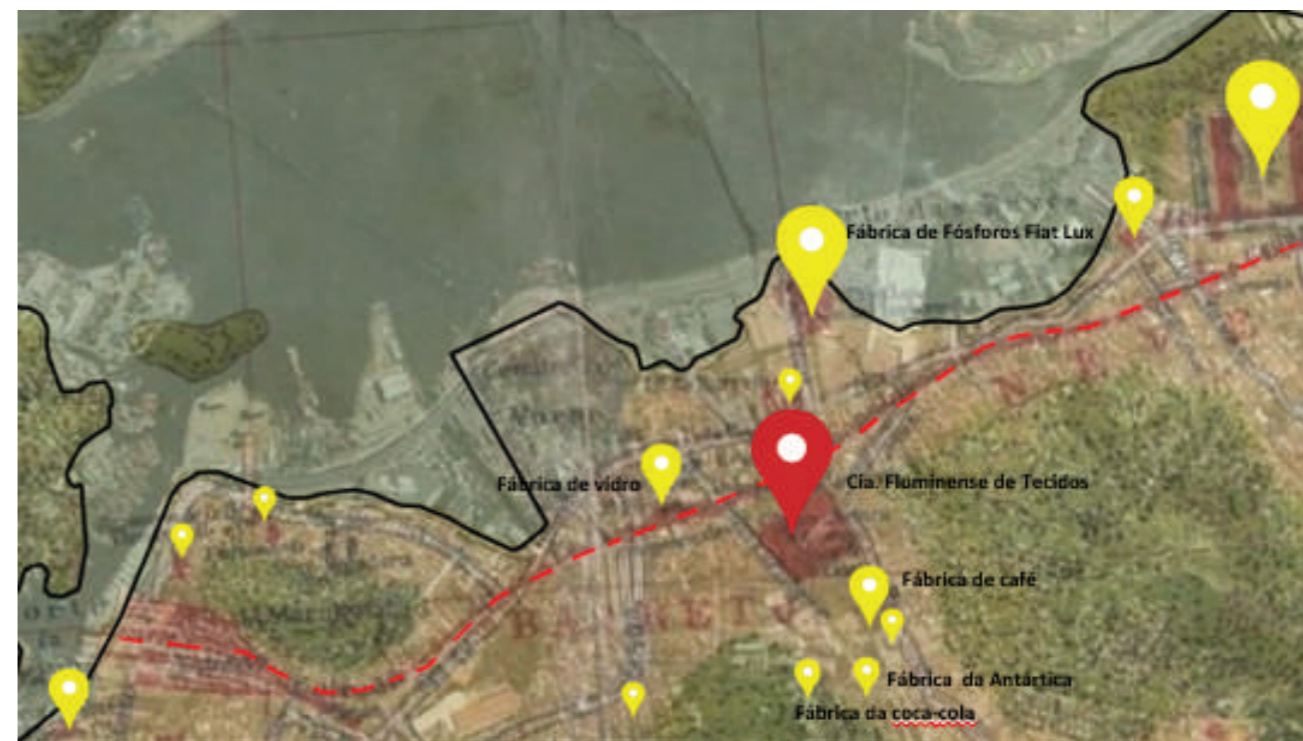 Fábrica de Fósforos Fiat Lux
Fábrica de vidro
Cia. Fluminense de Tecidos
Fábrica de café
BARRETO
Fábrica da Antártica
Fábrica da coca-cola